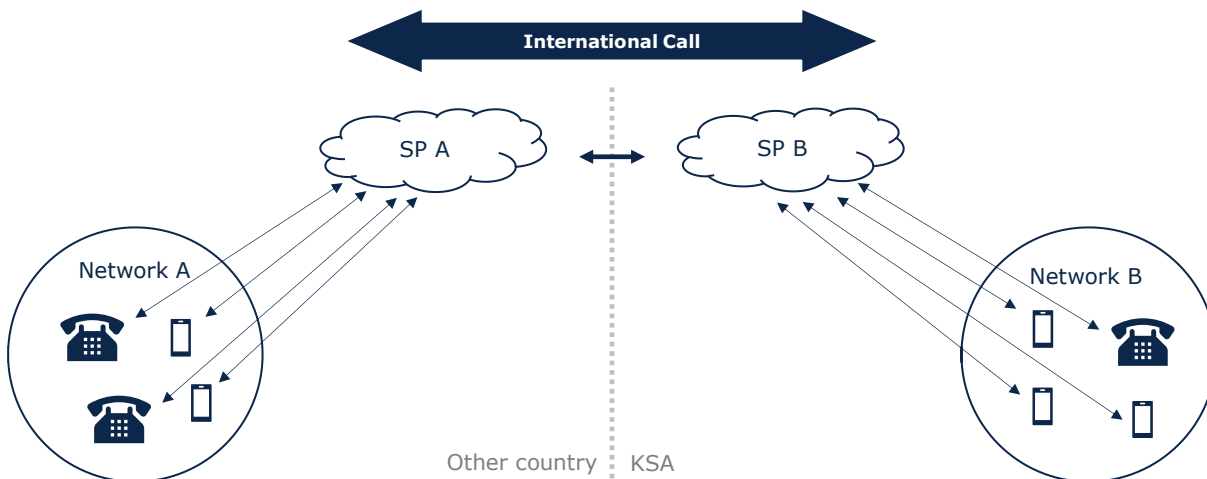 International Call
SP A
SP B
Network A
Network B
Other country
KSA